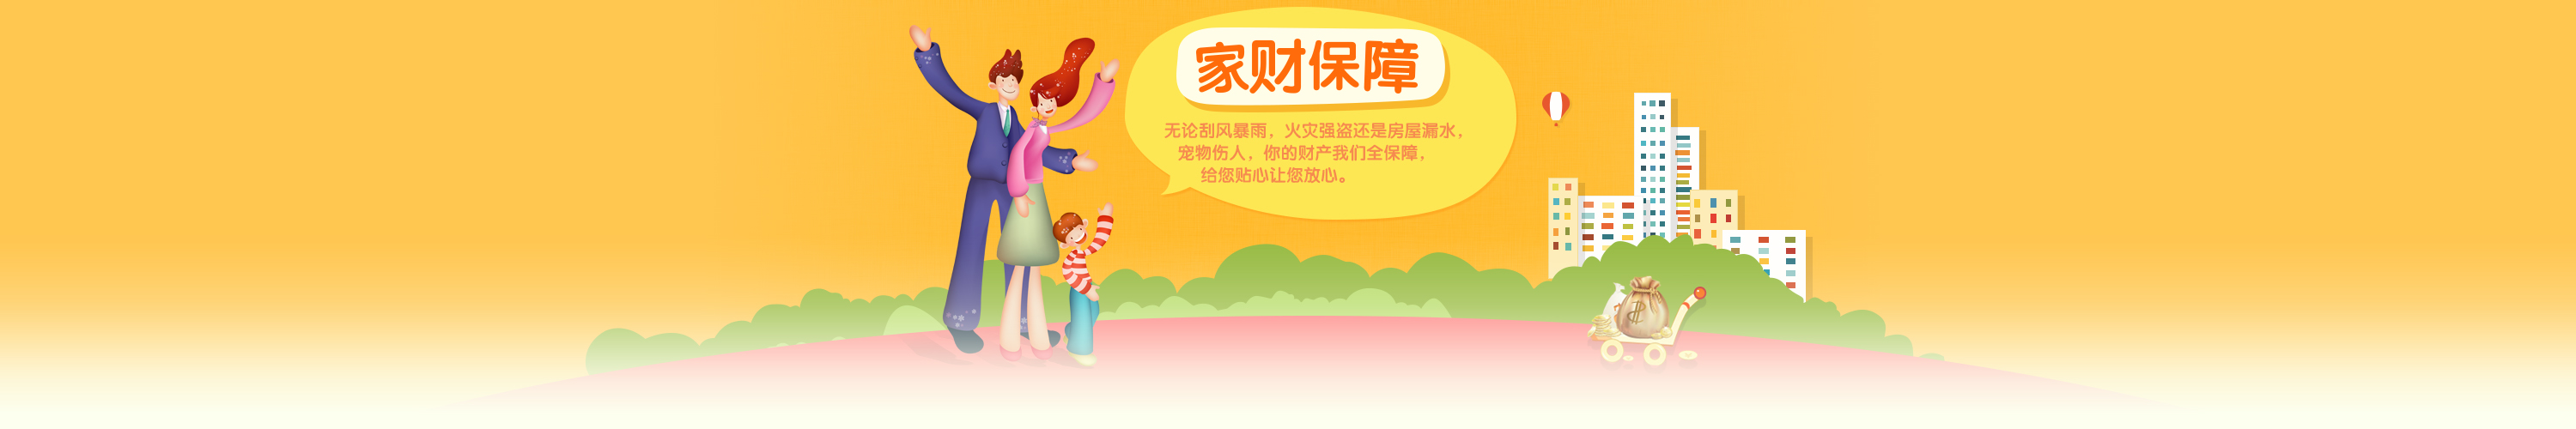 家财保障
无论刮风暴雨，火灾强盗还是房屋漏水，
宠物伤人，你的财产我们全保障，
给您贴心让您放心。